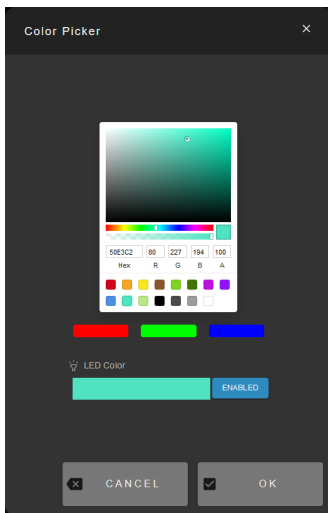 Color Picker
50E3C2 80 227 194 100
Hex R G B A
LED Color
ENABLED
CANCEL OK